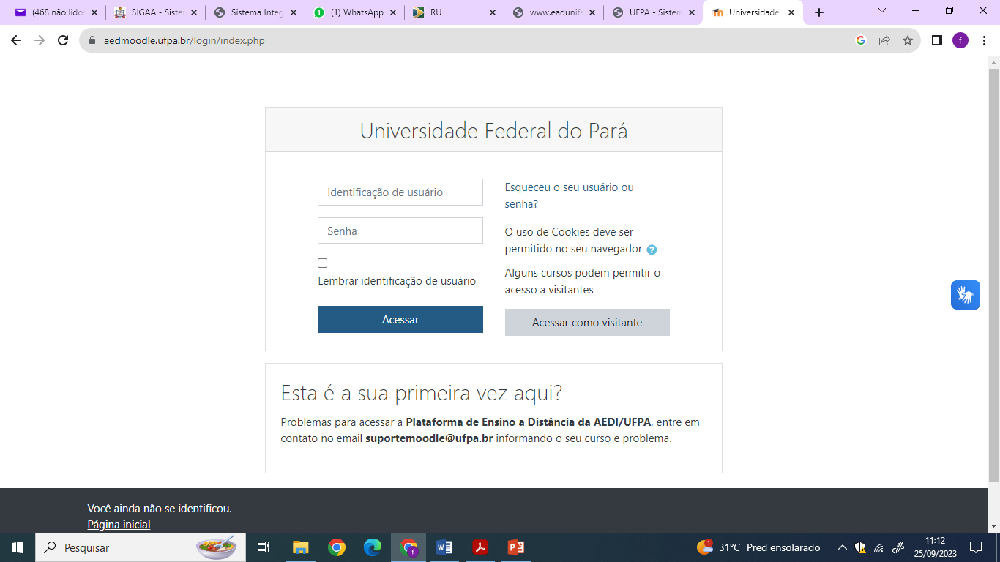 (468 não lidos
SIGAA - Siste
Sistema Integ
(1) WhatsApp
RU
www.eadunifa
UFPA - Sistem
Universidade
aedmoodle.ufpa.br/login/index.php
f
Universidade Federal do Pará
Identificação de usuário
Senha
Lembrar identificação de usuário
Acessar
Esqueceu o seu usuário ou
senha?
O uso de Cookies deve ser
permitido no seu navegador
Alguns cursos podem permitir o
acesso a visitantes
Acessar como visitante
Esta é a sua primeira vez aqui?
Problemas para acessar a Plataforma de Ensino a Distância da AEDI/UFPA, entre em
contato no email suportemoodle@ufpa.br informando o seu curso e problema.
Você ainda não se identificou.
Página inicial
Pesquisar
1
31°C Pred ensolarado
11:12
25/09/2023